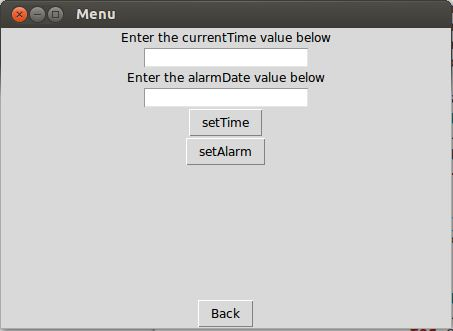 Menu
Enter the currentTime value below
Enter the alarmDate value below
setTime
setAlarm
Back